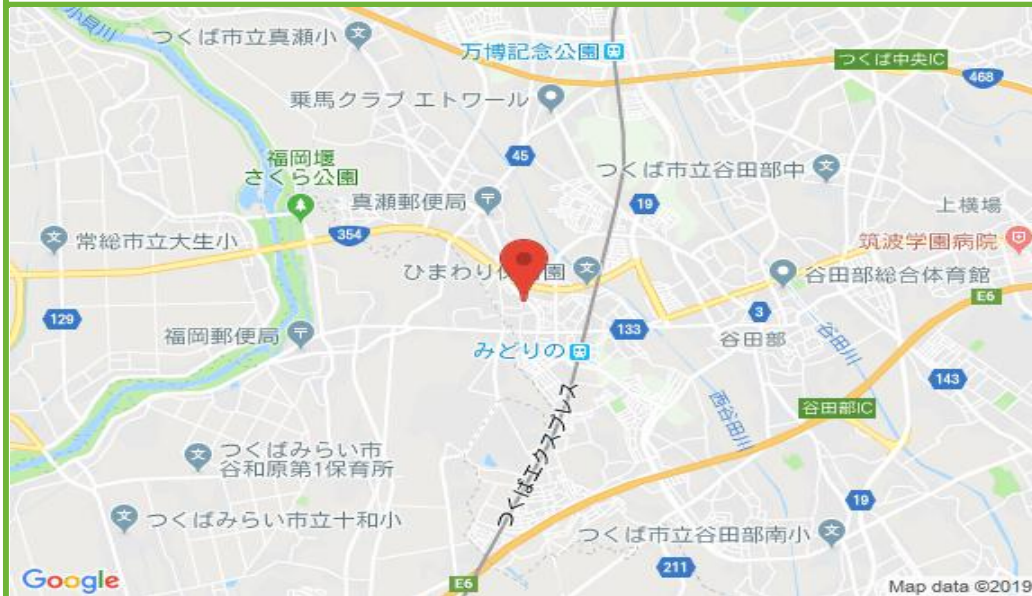 小貝川
つくば市立真瀬小
万博記念公園
つくば中央IC
468
乗馬クラブ エトワール
45
福岡堰
さくら公園
つくば市立谷田部中
真瀬郵便局
19
上横場
354
常総市立大生小
筑波学園病院
ひまわり保
園
谷田部総合体育館
E6
129
3
福岡郵便局
133
谷田部
谷田川
みどりの
143
西谷田川
谷田部IC
つくばエクスプレス
つくばみらい市
谷和原第1保育所
19
つくばみらい市立十和小
つくば市立谷田部南小
211
Google
E6
Map data ©2019